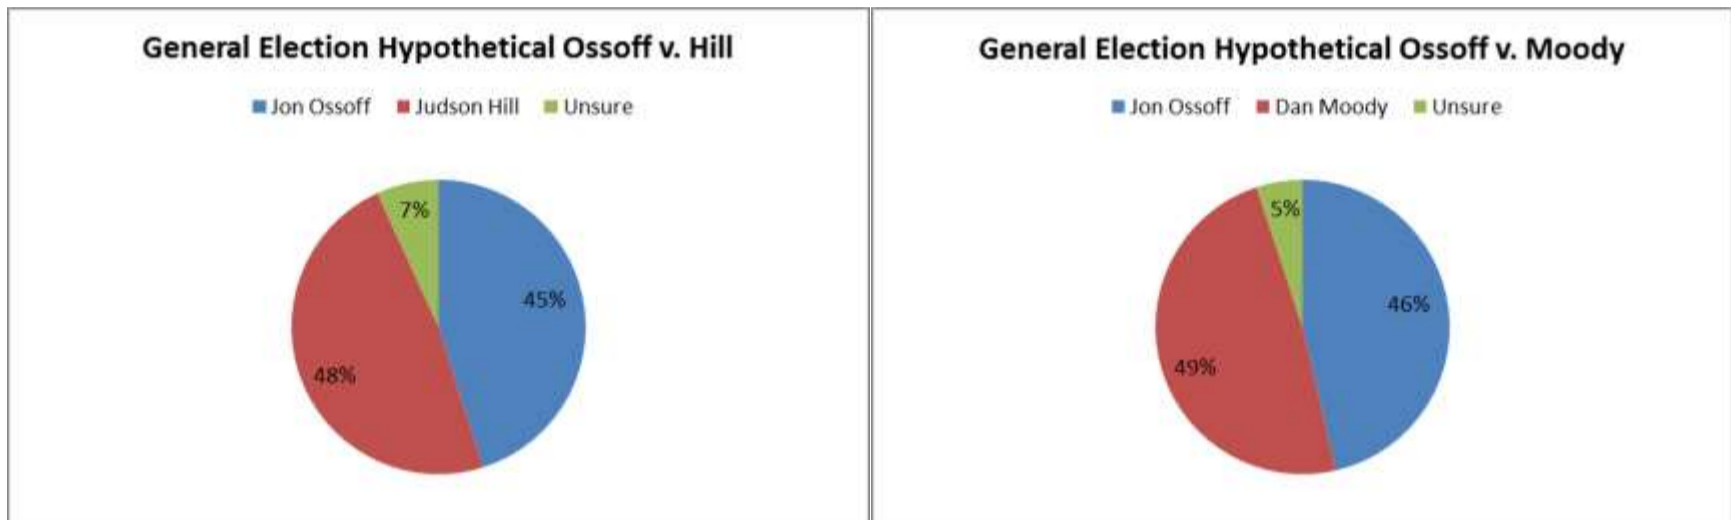 General Election Hypothetical Ossoff v. Hill
Jon Ossoff Judson Hill Unsure
7%
45%
48%
General Election Hypothetical Ossoff v. Moody
Jon Ossoff Dan Moody Unsure
5%
46%
49%